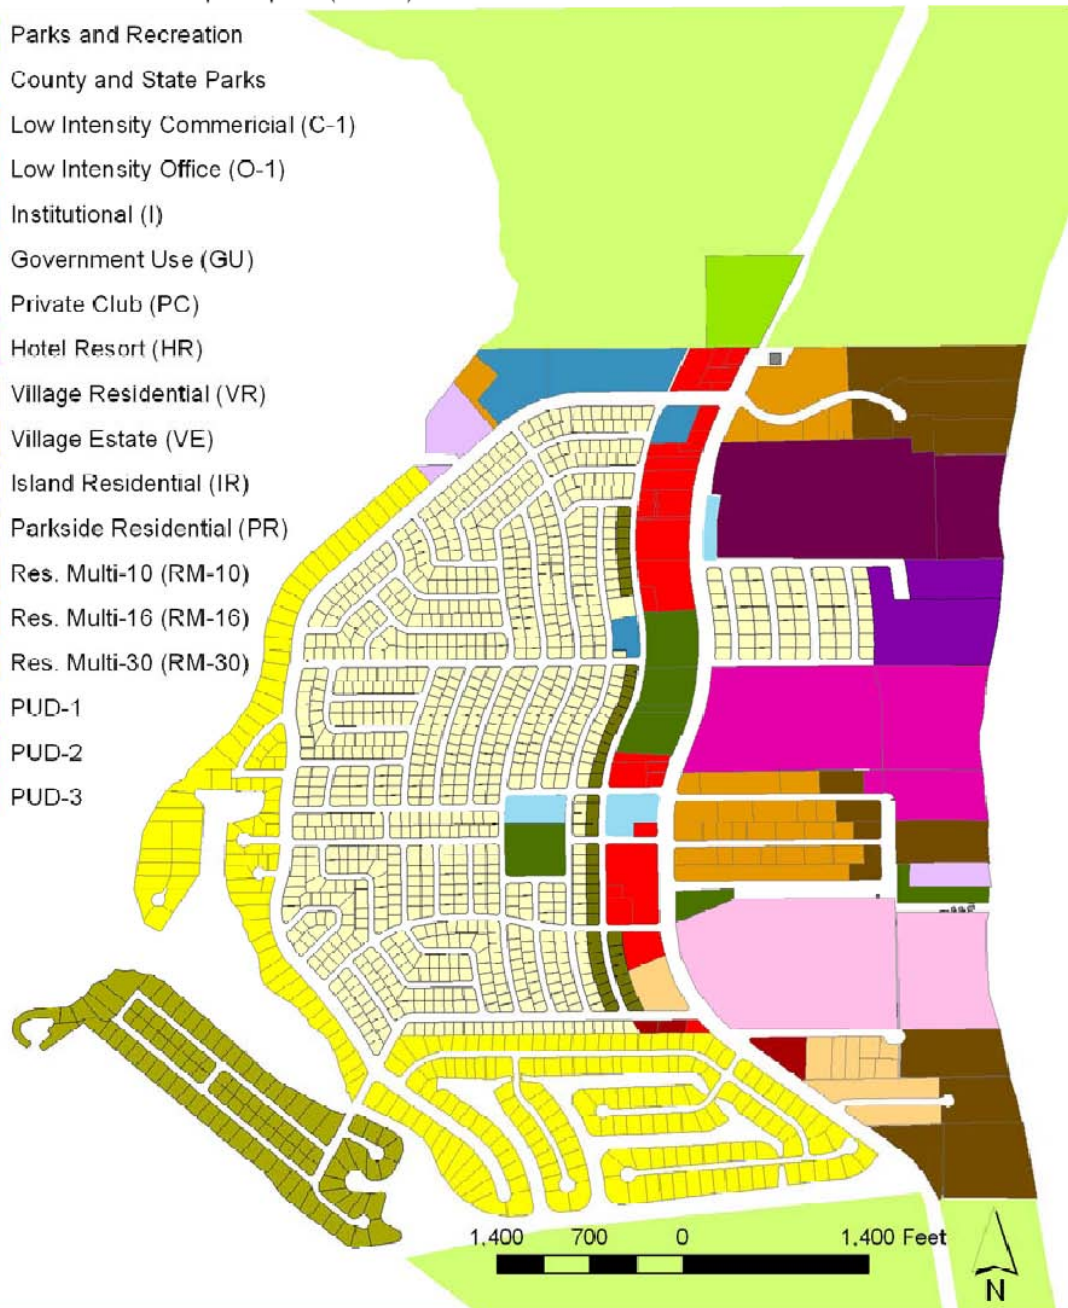 Parks and Recreation
County and State Parks
Low Intensity Commericial (C-1)
Low Intensity Office (O-1)
Institutional (I)
Government Use (GU)
Private Club (PC)
Hotel Resort (HR)
Village Residential (VR)
Village Estate (VE)
Island Residential (IR)
Parkside Residential (PR)
Res. Multi-10 (RM-10)
Res. Multi-16 (RM-16)
Res. Multi-30 (RM-30)
PUD-1
PUD-2
PUD-3
1,400 700 0 1,400 Feet
N